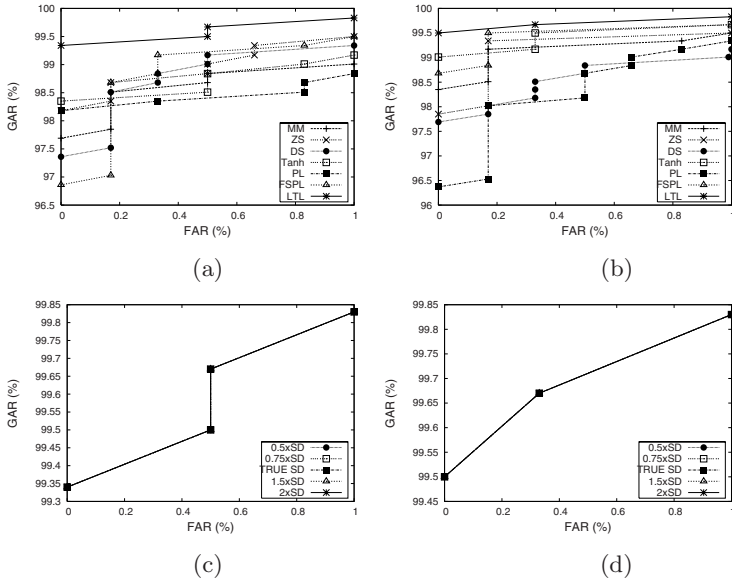 100
99.5
99
98.5
98
97.5
97
96.5
GAR (%)
0 0.2 0.4 0.6 0.8 1
FAR (%)
MM
ZS
DS
Tanh
PL
FSPL
LTL
(a)
100
99.5
99
98.5
98
97.5
97
96.5
96
GAR (%)
0 0.2 0.4 0.6 0.8 1
FAR (%)
MM
ZS
DS
Tanh
PL
FSPL
LTL
(b)
99.85
99.8
99.75
99.7
99.65
99.6
99.55
99.5
99.45
99.4
99.35
99.3
GAR (%)
0 0.2 0.4 0.6 0.8 1
FAR (%)
0.5xSD
0.75xSD
TRUE SD
1.5xSD
2xSD
(c)
99.85
99.8
99.75
99.7
99.65
99.6
99.55
99.5
99.45
GAR (%)
0 0.2 0.4 0.6 0.8 1
FAR (%)
0.5xSD
0.75xSD
TRUE SD
1.5xSD
2xSD
(d)